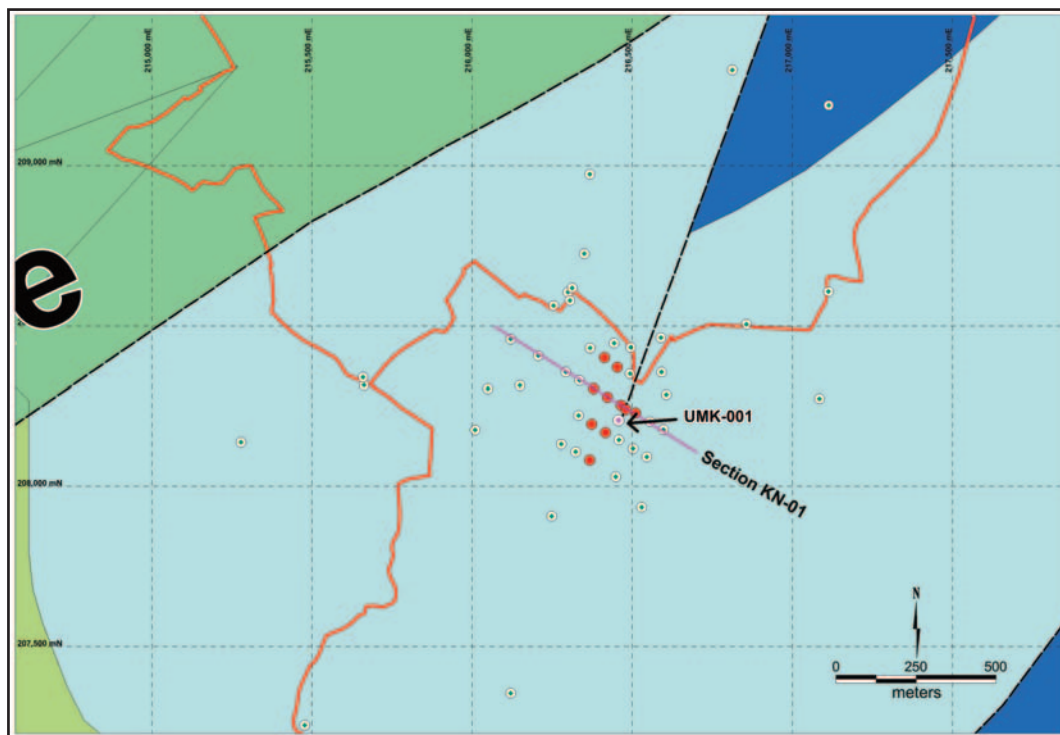 215,000 mE
215,500 mE
216,000 mE
216,500 mE
217,000 mE
217,500 mE
209,000 mN
e
UMK-001
Section KN-01
208,000 mN
N
207,500 mN
0 250 500
meters